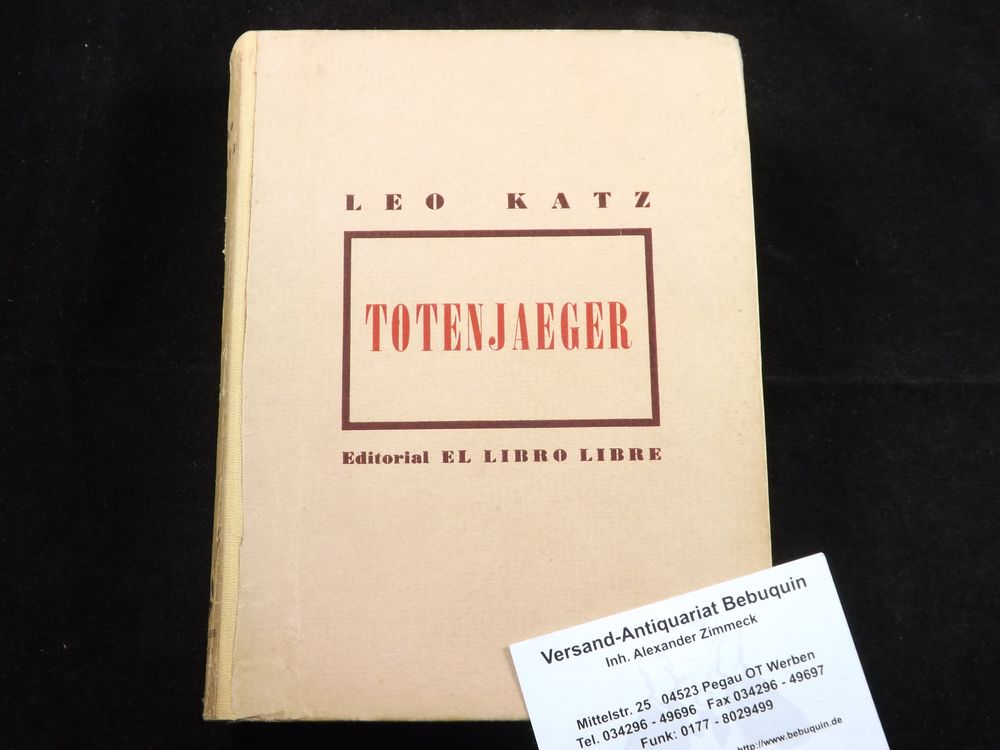 LEO KATZ
TOTENJAEGER
Editorial EL LIBRO LIBRE
Versand-Antiquariat Bebuquin
Inh. Alexander Zimmeck
Mittelstr. 25 04523 Pegau OT Werben
Tel. 034296 - 49696 Fax 034296 - 49697
Funk: 0177 - 8029499
http://www.bebuquin.de